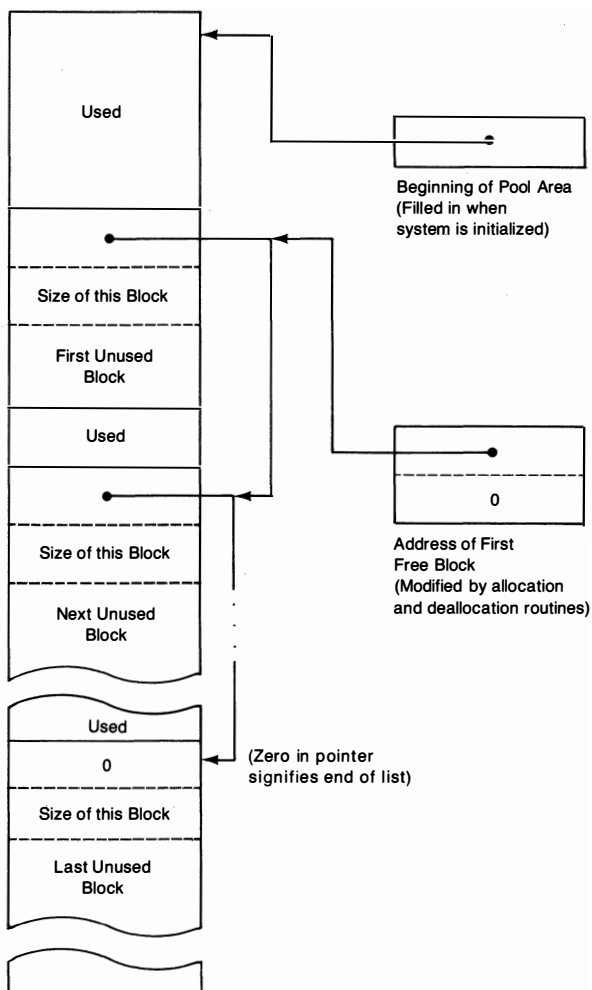 Used
Beginning of Pool Area
(Filled in when
system is initialized)
Size of this Block
First Unused
Block
Used
0
Address of First
Free Block
(Modified by allocation
and deallocation routines)
Size of this Block
Next Unused
Block
Used
0
(Zero in pointer
signifies end of list)
Size of this Block
Last Unused
Block